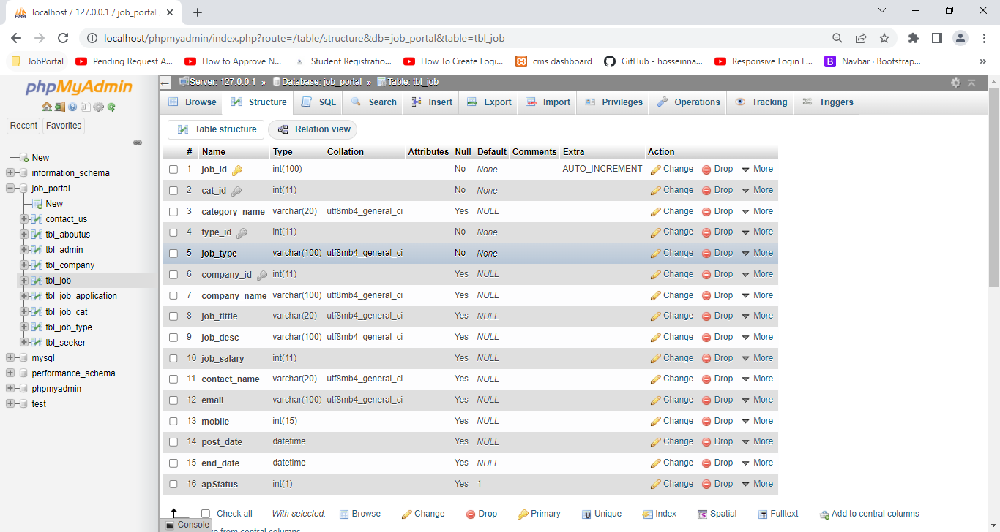 localhost / 127.0.0.1 / job_portal
localhost/phpmyadmin/index.php?route=/table/structure&db=job_portal&table=tbl_job
JobPortal Pending Request A... How to Approve N... Student Registratio... How To Create Logi... cms dashboard GitHub - hosseinna... Responsive Login F... Navbar · Bootstrap... »
phpMyAdmin
Recent Favorites
New
information_schema
job_portal
New
contact_us
tbl_aboutus
tbl_admin
tbl_company
tbl_job
tbl_job_application
tbl_job_cat
tbl_job_type
tbl_seeker
mysql
performance_schema
phpmyadmin
test
Server: 127.0.0.1 » Database: job_portal » Table: tbl_job
Browse Structure SQL Search Insert Export Import Privileges Operations Tracking Triggers
Table structure Relation view
# Name Type Collation Attributes Null Default Comments Extra Action
1 job_id int(100) No None AUTO_INCREMENT Change Drop More
2 cat_id int(11) No None Change Drop More
3 category_name varchar(20) utf8mb4_general_ci Yes NULL Change Drop More
4 type_id int(11) No None Change Drop More
5 job_type varchar(100) utf8mb4_general_ci No None Change Drop More
6 company_id int(11) Yes NULL Change Drop More
7 company_name varchar(100) utf8mb4_general_ci Yes NULL Change Drop More
8 job_tittle varchar(20) utf8mb4_general_ci Yes NULL Change Drop More
9 job_desc varchar(100) utf8mb4_general_ci Yes NULL Change Drop More
10 job_salary int(11) Yes NULL Change Drop More
11 contact_name varchar(20) utf8mb4_general_ci Yes NULL Change Drop More
12 email varchar(100) utf8mb4_general_ci Yes NULL Change Drop More
13 mobile int(15) Yes NULL Change Drop More
14 post_date datetime Yes NULL Change Drop More
15 end_date datetime Yes NULL Change Drop More
16 apStatus int(1) Yes 1 Change Drop More
Check all With selected: Browse Change Drop Primary Unique Index Spatial Fulltext Add to central columns
Console
from central columns